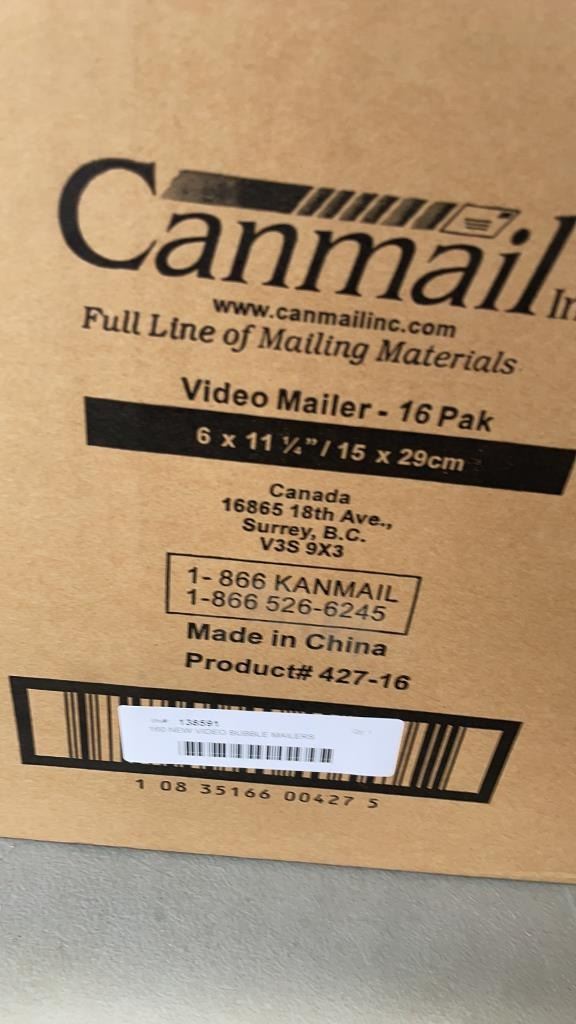 Canmail In
www.canmailinc.com
Full Line of Mailing Materials
Video Mailer - 16 Pak
6 x 11 ¼"/ 15 x 29cm
Canada
16865 18th Ave.,
Surrey, B.C.
V3S 9X3
1- 866 KANMAIL
1-866 526-6245
Made in China
Product# 427-16
138591
160 NEW VIDEO BUBBLE MAILERS
1 08 35166 00427 5